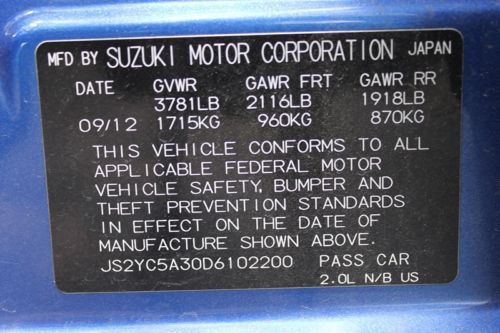 MFD BY SUZUKI MOTOR CORPORATION JAPAN
DATE GVWR GAWR FRT GAWR RR
3781LB 2116LB 1918LB
09/12 1715KG 960KG 870KG
THIS VEHICLE CONFORMS TO ALL
APPLICABLE FEDERAL MOTOR
VEHICLE SAFETY, BUMPER AND
THEFT PREVENTION STANDARDS
IN EFFECT ON THE DATE OF
MANUFACTURE SHOWN ABOVE.
JS2YC5A30D6102200 PASS CAR
2.0L N/B US